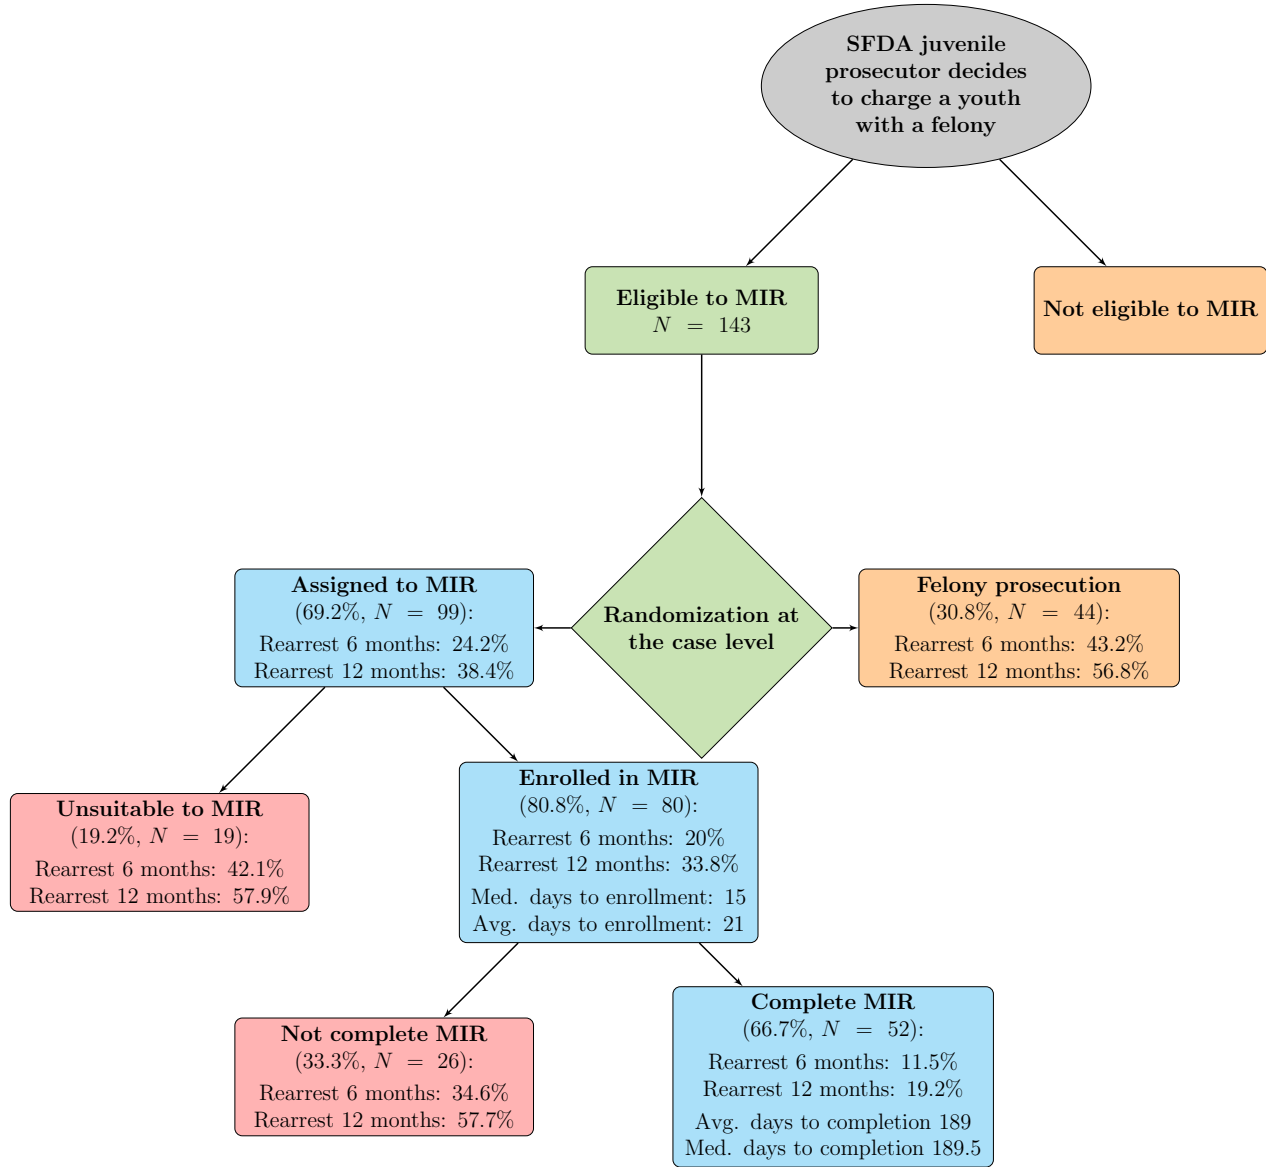 SFDA juvenile
prosecutor decides
to charge a youth
with a felony
Eligible to MIR
N = 143
Not eligible to MIR
Randomization at
the case level
Assigned to MIR
(69.2%, N = 99):
Rearrest 6 months: 24.2%
Rearrest 12 months: 38.4%
Felony prosecution
(30.8%, N = 44):
Rearrest 6 months: 43.2%
Rearrest 12 months: 56.8%
Unsuitable to MIR
(19.2%, N = 19):
Rearrest 6 months: 42.1%
Rearrest 12 months: 57.9%
Enrolled in MIR
(80.8%, N = 80):
Rearrest 6 months: 20%
Rearrest 12 months: 33.8%
Med. days to enrollment: 15
Avg. days to enrollment: 21
Not complete MIR
(33.3%, N = 26):
Rearrest 6 months: 34.6%
Rearrest 12 months: 57.7%
Complete MIR
(66.7%, N = 52):
Rearrest 6 months: 11.5%
Rearrest 12 months: 19.2%
Avg. days to completion 189
Med. days to completion 189.5